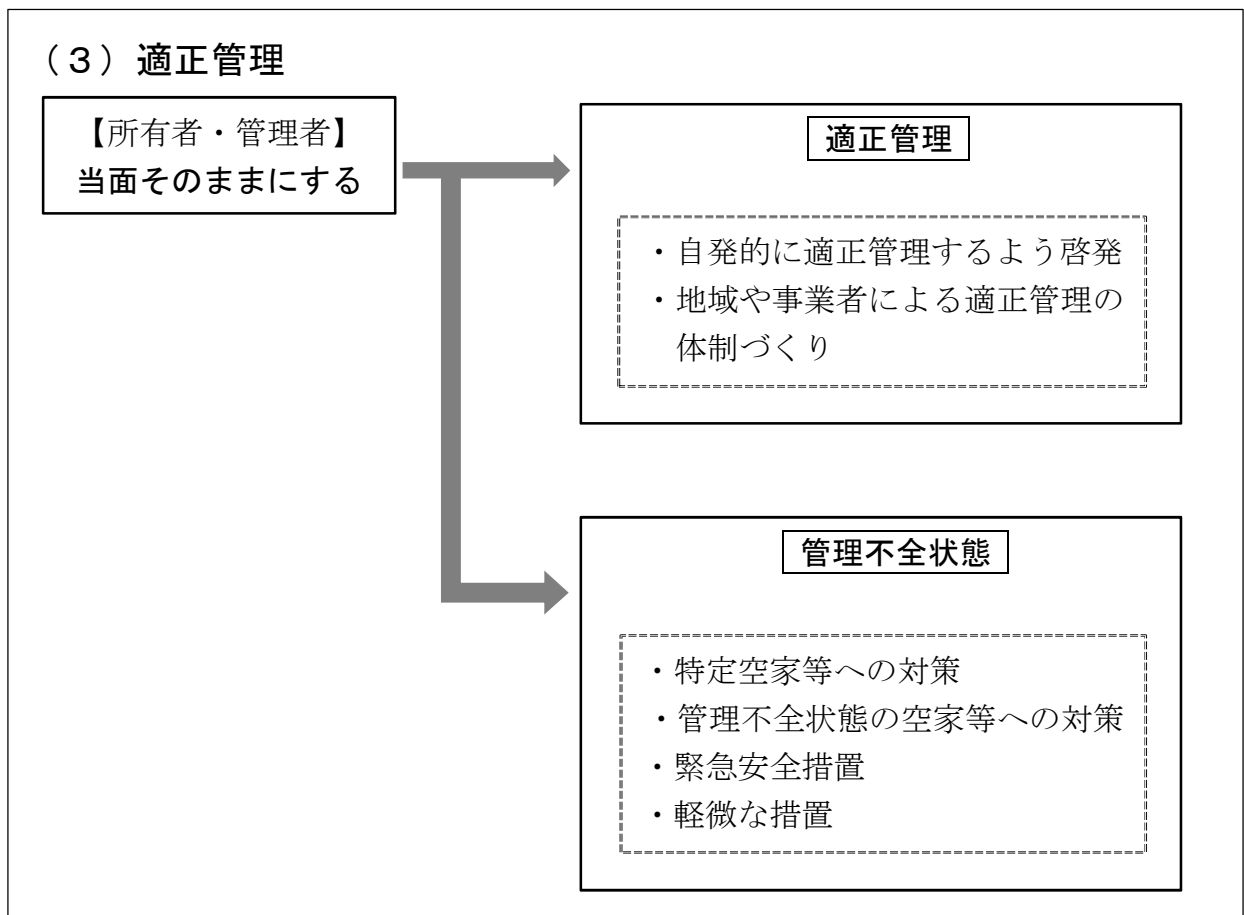 （３）適正管理
【所有者・管理者】
当面そのままにする
適正管理
・自発的に適正管理するよう啓発
・地域や事業者による適正管理の
体制づくり
管理不全状態
・特定空家等への対策
・管理不全状態の空家等への対策
・緊急安全措置
・軽微な措置